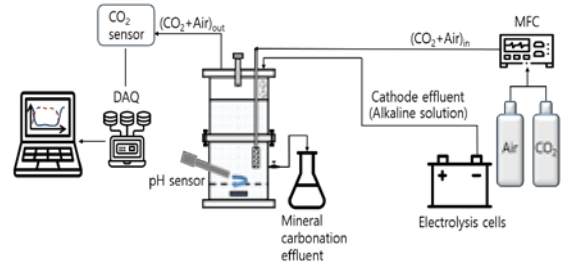 CO₂
sensor
(CO₂+Air)out
(CO₂+Air)in
MFC
DAQ
Cathode effluent
(Alkaline solution)
Air
CO₂
pH sensor
+ -
Mineral
carbonation
effluent
Electrolysis cells